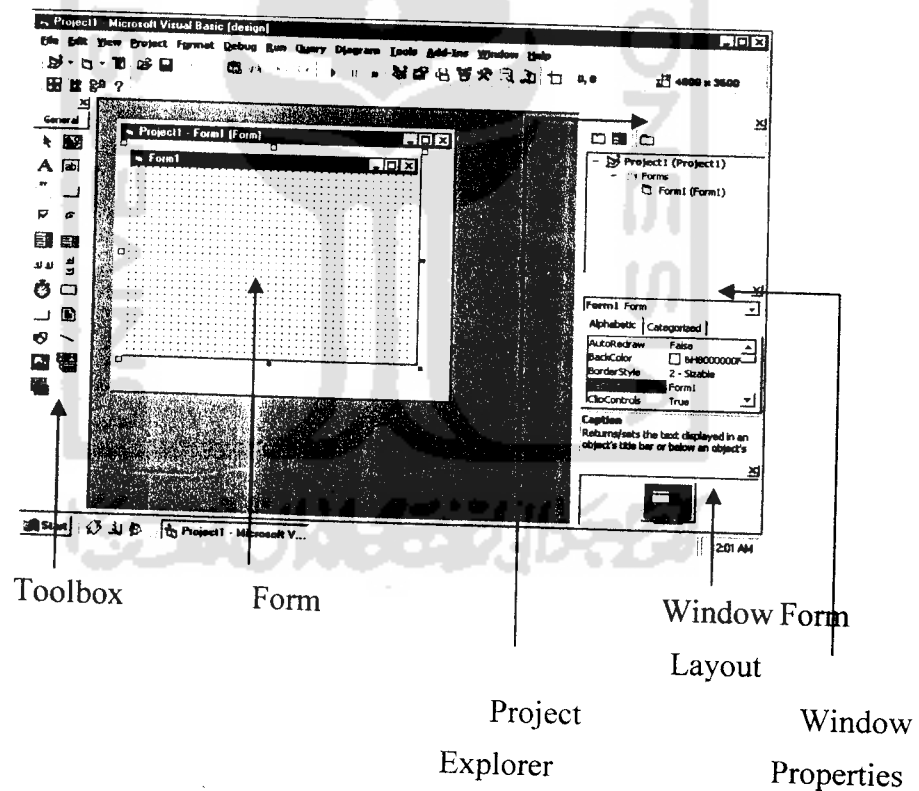 Project1 - Microsoft Visual Basic [design]
File Edit View Project Format Debug Run Query Diagram Tools Add-Ins Window Help
0, 0 4800 x 3600
General
Project1 - Form1 (Form)
Form1
Project1 (Project1)
Forms
Form1 (Form1)
Form1 Form
Alphabetic Categorized
AutoRedraw False
BackColor
BorderStyle 2 - Sizable
Form1
ClipControls True
Caption
Returns/sets the text displayed in an
object's title bar or below an object's
Start Project1 - Microsoft V... 2:01 AM
Toolbox Form Window Form
Layout
Project Window
Explorer Properties